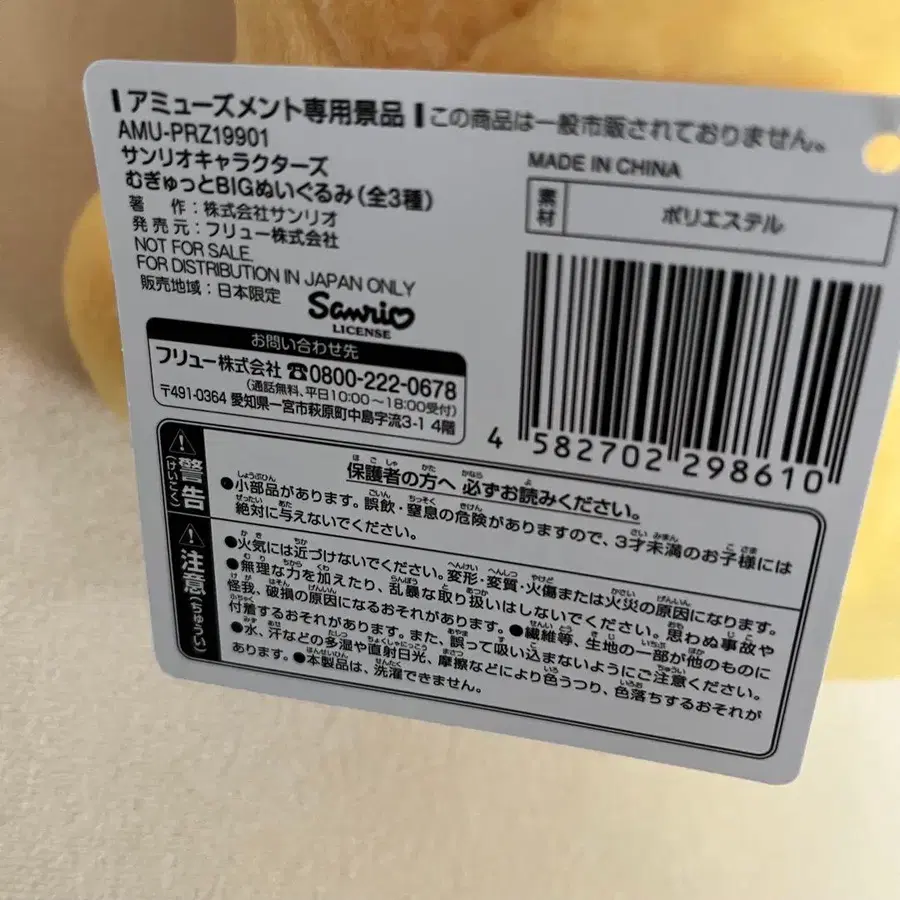 アミューズメント専用景品
この商品は一般市販されておりません。
AMU-PRZ19901
サンリオキャラクターズ
むぎゅっとBIGぬいぐるみ(全3種)
著 作:株式会社サンリオ
発 売 元:フリュー株式会社
NOT FOR SALE.
FOR DISTRIBUTION IN JAPAN ONLY
販売地域:日本限定
Sanrio
LICENSE
MADE IN CHINA
素材
ポリエステル
4 582702 298610
お問い合わせ先
フリュー株式会社 ☎0800-222-0678
(通話無料、平日10:00~18:00受付)
〒491-0364 愛知県一宮市萩原町中島字流3-1 4階
警告
(けいこく)
保護者の方へ 必ずお読みください。
●小部品があります。誤飲・窒息の危険がありますので、3才未満のお子様には
絶対に与えないでください。
注意
(ちゅうい)
●火気には近づけないでください。変形・変質・火傷または火災の原因になります。
●無理な力を加えたり、乱暴な取り扱いはしないでください。思わぬ事故や
怪我、破損の原因になるおそれがあります。●繊維等、生地の一部が他のものに
付着するおそれがあります。また、誤って吸い込まないようにご注意ください。
●水、汗などの多湿や直射日光、摩擦などにより色うつり、色落ちするおそれが
あります。●本製品は、洗濯できません。